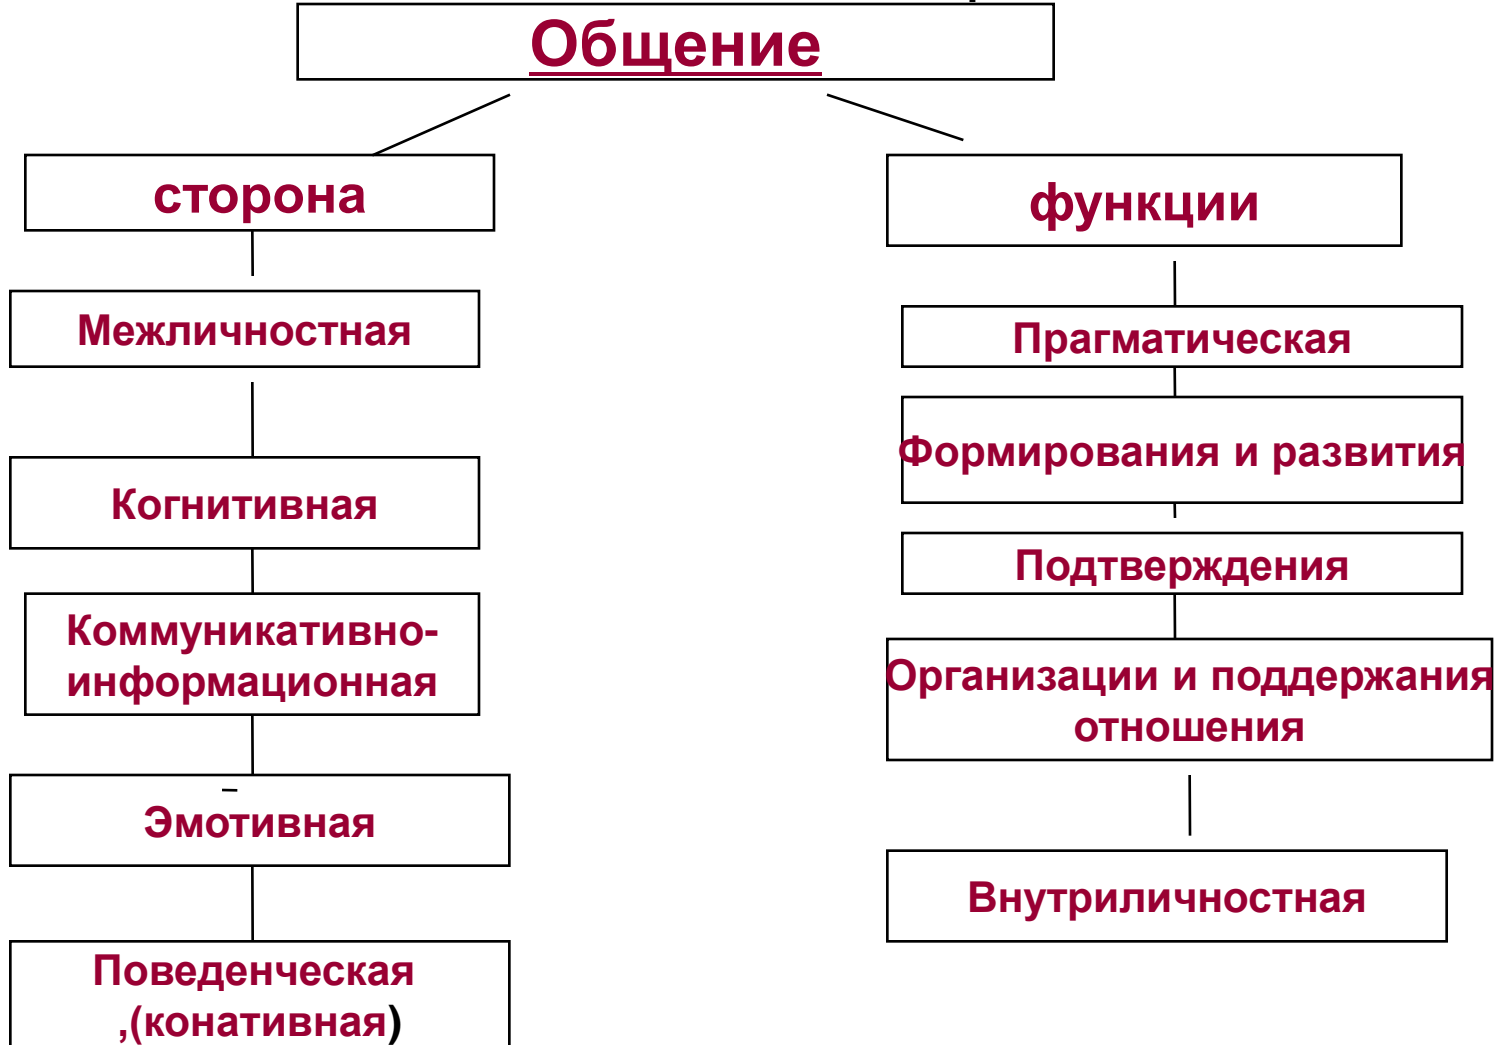 Общение
сторона
функции
Межличностная
Прагматическая
Формирования и развития
Когнитивная
Подтверждения
Коммуникативно-
информационная
Организации и поддержания
отношения
Эмотивная
Внутриличностная
Поведенческая
,(конативная)